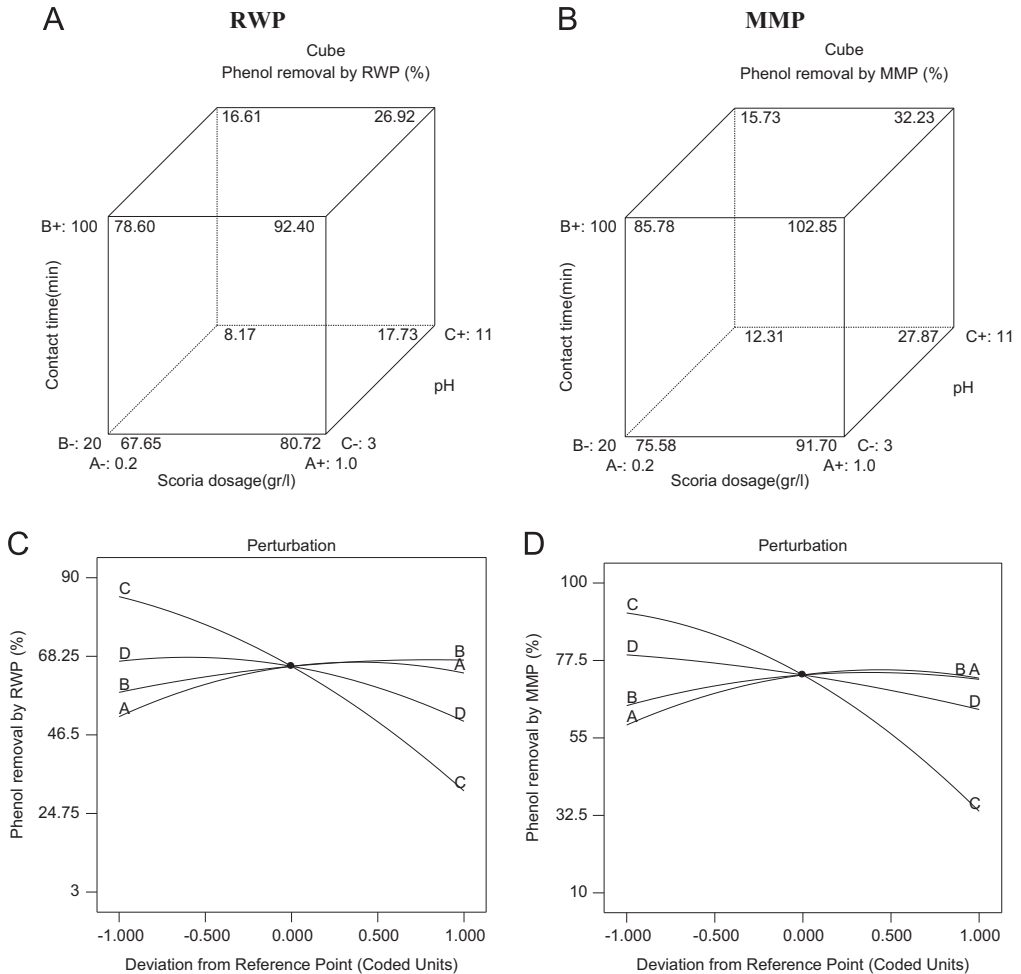 A
RWP
Cube
Phenol removal by RWP (%)
16.61
26.92
B+: 100
78.60
92.40
Contact time(min)
8.17
17.73
C+: 11
pH
B-: 20
67.65
80.72
C-: 3
A-: 0.2
A+: 1.0
Scoria dosage(gr/l)
B
MMP
Cube
Phenol removal by MMP (%)
15.73
32.23
B+: 100
85.78
102.85
Contact time(min)
12.31
27.87
C+: 11
pH
B-: 20
75.58
91.70
C-: 3
A-: 0.2
A+: 1.0
Scoria dosage(gr/l)
C
Perturbation
Phenol removal by RWP (%)
90
68.25
46.5
24.75
3
C
D
B
A
B
A
D
C
-1.000
-0.500
0.000
0.500
1.000
Deviation from Reference Point (Coded Units)
D
Perturbation
Phenol removal by MMP (%)
100
77.5
55
32.5
10
C
D
B
A
B A
D
C
-1.000
-0.500
0.000
0.500
1.000
Deviation from Reference Point (Coded Units)